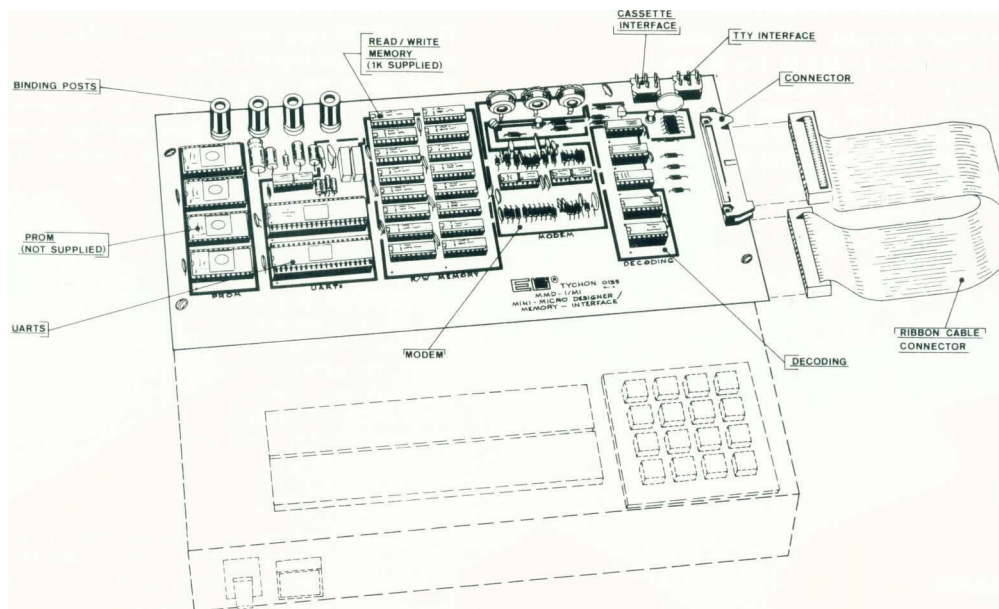 CASSETTE
INTERFACE
TTY INTERFACE
READ/WRITE
MEMORY
(1K SUPPLIED)
CONNECTOR
BINDING POSTS
PROM
(NOT SUPPLIED)
MODEM
DECODING
R/W MEMORY
UARTs
PROM
TYCHON 0135
MMD-1/MI
MINI-MICRO DESIGNER/
MEMORY-INTERFACE
UARTS
MODEM
DECODING
RIBBON CABLE
CONNECTOR